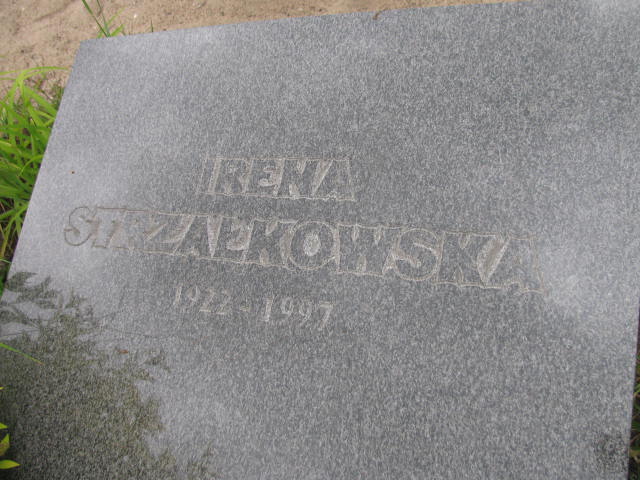 IRENA
STRZAŁKOWSKA
1922 - 1997